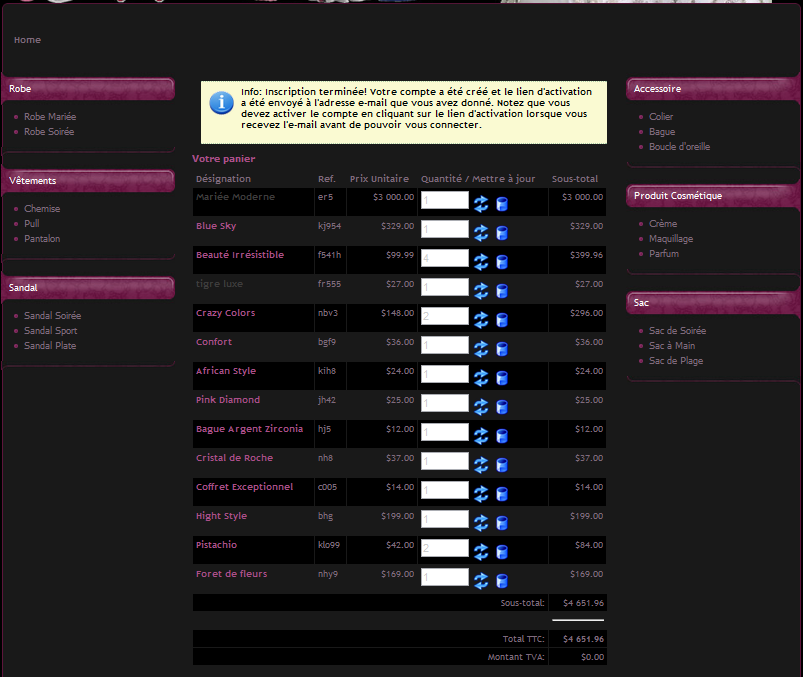 Home
Robe
Robe Mariée
Robe Soirée
Vêtements
Chemise
Pull
Pantalon
Sandal
Sandal Soirée
Sandal Sport
Sandal Plate
Info: Inscription terminée! Votre compte a été créé et le lien d'activation
a été envoyé à l'adresse e-mail que vous avez donné. Notez que vous
devez activer le compte en cliquant sur le lien d'activation lorsque vous
recevez l'e-mail avant de pouvoir vous connecter.
Votre panier
Désignation Ref. Prix Unitaire Quantité / Mettre à jour Sous-total
Mariée Moderne er5 $3 000.00 1 $3 000.00
Blue Sky kj954 $329.00 1 $329.00
Beauté Irrésistible f541h $99.99 4 $399.96
tigre luxe fr555 $27.00 1 $27.00
Crazy Colors nbv3 $148.00 2 $296.00
Confort bgf9 $36.00 1 $36.00
African Style kih8 $24.00 1 $24.00
Pink Diamond jh42 $25.00 1 $25.00
Bague Argent Zirconia hj5 $12.00 1 $12.00
Cristal de Roche nh8 $37.00 1 $37.00
Coffret Exceptionnel c005 $14.00 1 $14.00
Hight Style bhg $199.00 1 $199.00
Pistachio klo99 $42.00 2 $84.00
Foret de fleurs nhy9 $169.00 1 $169.00
Sous-total: $4 651.96
Total TTC: $4 651.96
Montant TVA: $0.00
Accessoire
Colier
Bague
Boucle d'oreille
Produit Cosmétique
Crème
Maquillage
Parfum
Sac
Sac de Soirée
Sac à Main
Sac de Plage